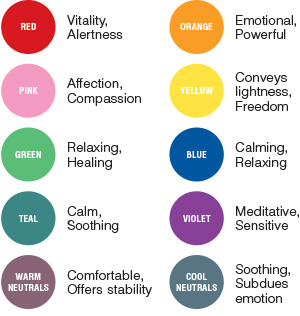 RED
Vitality,
Alertness
ORANGE
Emotional,
Powerful
PINK
Affection,
Compassion
YELLOW
Conveys
lightness,
Freedom
GREEN
Relaxing,
Healing
BLUE
Calming,
Relaxing
TEAL
Calm,
Soothing
VIOLET
Meditative,
Sensitive
WARM
NEUTRALS
Comfortable,
Offers stability
COOL
NEUTRALS
Soothing,
Subdues
emotion